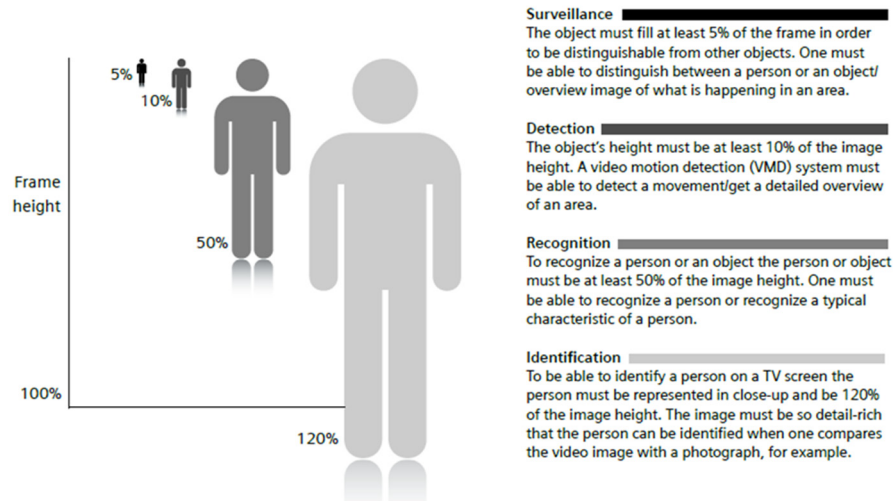 5%
10%
Frame
height
50%
100%
120%
Surveillance
The object must fill at least 5% of the frame in order
to be distinguishable from other objects. One must
be able to distinguish between a person or an object/
overview image of what is happening in an area.
Detection
The object's height must be at least 10% of the image
height. A video motion detection (VMD) system must
be able to detect a movement/get a detailed overview
of an area.
Recognition
To recognize a person or an object the person or object
must be at least 50% of the image height. One must
be able to recognize a person or recognize a typical
characteristic of a person.
Identification
To be able to identify a person on a TV screen the
person must be represented in close-up and be 120%
of the image height. The image must be so detail-rich
that the person can be identified when one compares
the video image with a photograph, for example.